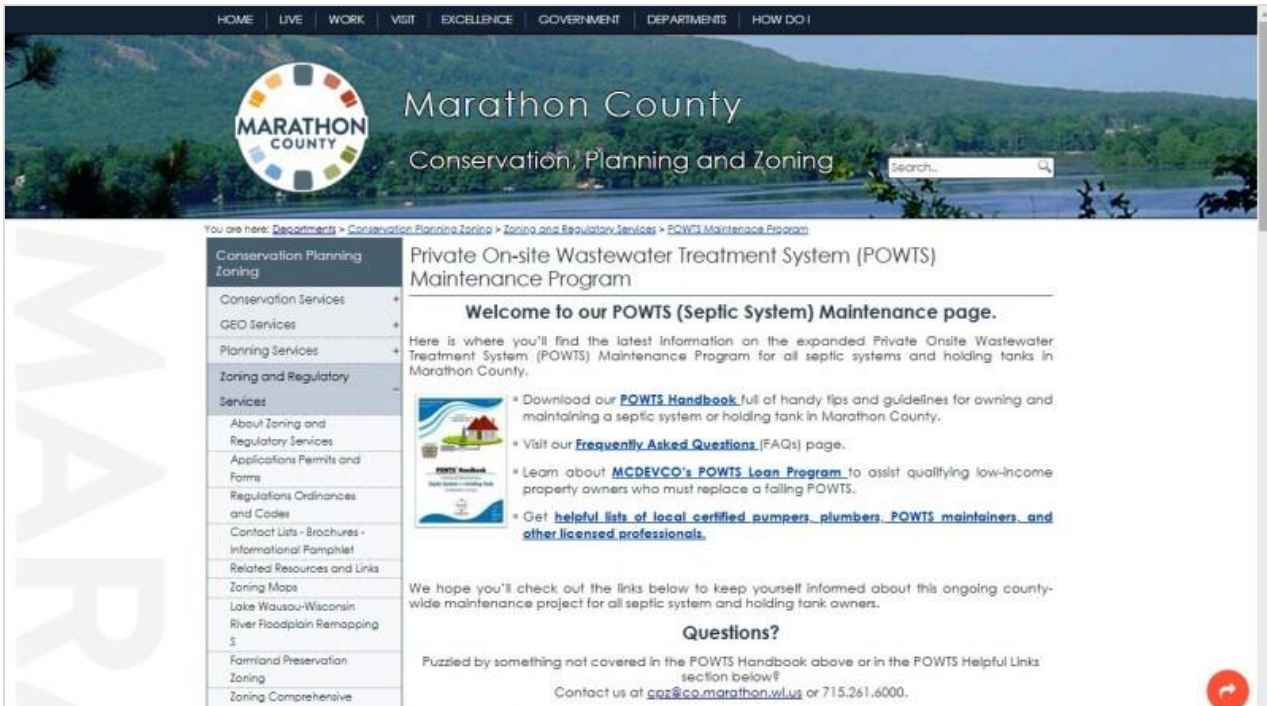 HOME LIVE WORK VISIT EXCELLENCE GOVERNMENT DEPARTMENTS HOW DO I
MARATHON
COUNTY
Marathon County
Conservation, Planning and Zoning
Search...
You are here: Departments > Conservation Planning Zoning > Zoning and Regulatory Services > POWTS Maintenace Program
Conservation Planning
Zoning
Conservation Services +
GEO Services +
Planning Services +
Zoning and Regulatory
Services –
About Zoning and
Regulatory Services
Applications Permits and
Forms
Regulations Ordinances
and Codes
Contact Lists - Brochures -
Informational Pamphlet
Related Resources and Links
Zoning Maps
Lake Wausau-Wisconsin
River Floodplain Remapping
S
Farmland Preservation
Zoning
Zoning Comprehensive
Private On-site Wastewater Treatment System (POWTS)
Maintenance Program
Welcome to our POWTS (Septic System) Maintenance page.
Here is where you'll find the latest information on the expanded Private Onsite Wastewater
Treatment System (POWTS) Maintenance Program for all septic systems and holding tanks in
Marathon County.
POWTS Handbook
Download our POWTS Handbook full of handy tips and guidelines for owning and
maintaining a septic system or holding tank in Marathon County.
Visit our Frequently Asked Questions (FAQs) page.
Learn about MCDEVCO's POWTS Loan Program to assist qualifying low-income
property owners who must replace a failing POWTS.
Get helpful lists of local certified pumpers, plumbers, POWTS maintainers, and
other licensed professionals.
We hope you'll check out the links below to keep yourself informed about this ongoing county-
wide maintenance project for all septic system and holding tank owners.
Questions?
Puzzled by something not covered in the POWTS Handbook above or in the POWTS Helpful Links
section below?
Contact us at cpz@co.marathon.wi.us or 715.261.6000.
MARA